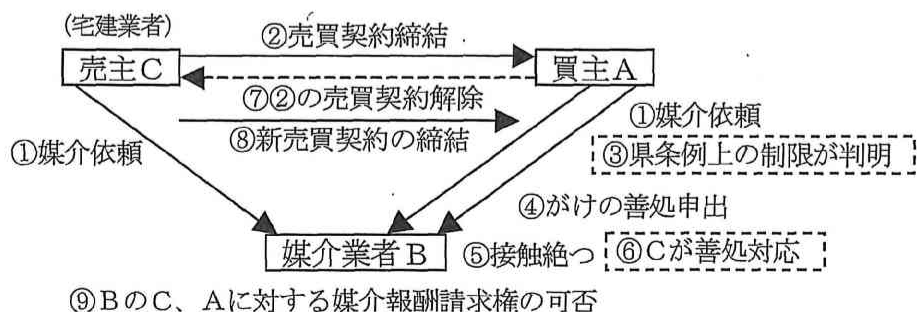 (宅建業者)
②売買契約締結
売主C
買主A
⑦②の売買契約解除
①媒介依頼
⑧新売買契約の締結
①媒介依頼
③県条例上の制限が判明
④がけの善処申出
媒介業者B
⑤接触絶つ
⑥Cが善処対応
⑨BのC、Aに対する媒介報酬請求権の可否